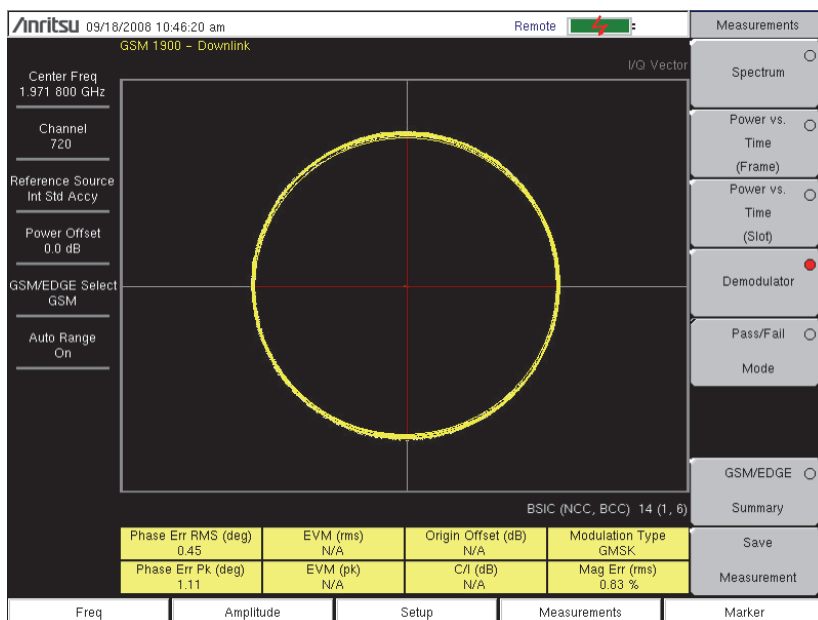 Anritsu 09/18/2008 10:46:20 am
Remote
Measurements
GSM 1900 - Downlink
I/Q Vector
Center Freq
1.971 800 GHz
Channel
720
Reference Source
Int Std Accy
Power Offset
0.0 dB
GSM/EDGE Select
GSM
Auto Range
On
Spectrum
Power vs.
Time
(Frame)
Power vs.
Time
(Slot)
Demodulator
Pass/Fail
Mode
GSM/EDGE
Summary
Save
Measurement
BSIC (NCC, BCC) 14 (1, 6)
Phase Err RMS (deg)
0.45
EVM (rms)
N/A
Origin Offset (dB)
N/A
Modulation Type
GMSK
Phase Err Pk (deg)
1.11
EVM (pk)
N/A
C/I (dB)
N/A
Mag Err (rms)
0.83 %
Freq
Amplitude
Setup
Measurements
Marker